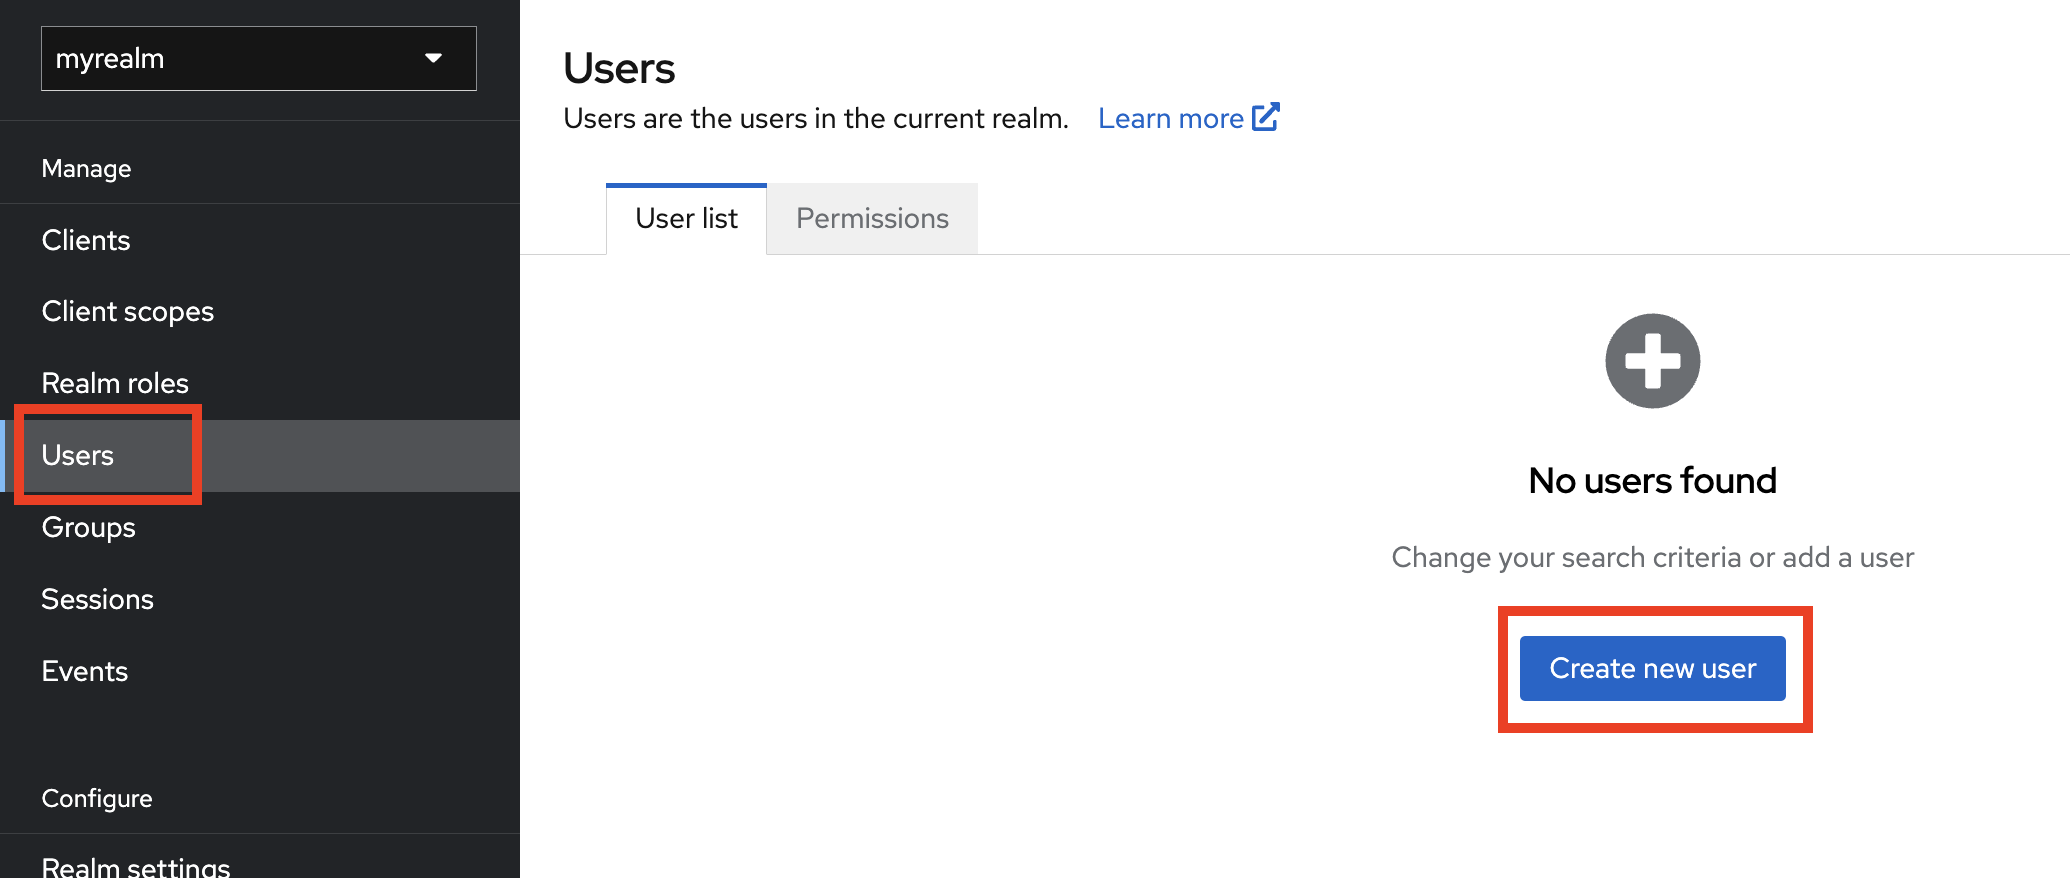 myrealm
Manage
Clients
Client scopes
Realm roles
Users
Groups
Sessions
Events
Configure
Realm settings
Users
Users are the users in the current realm. Learn more
User list Permissions
No users found
Change your search criteria or add a user
Create new user